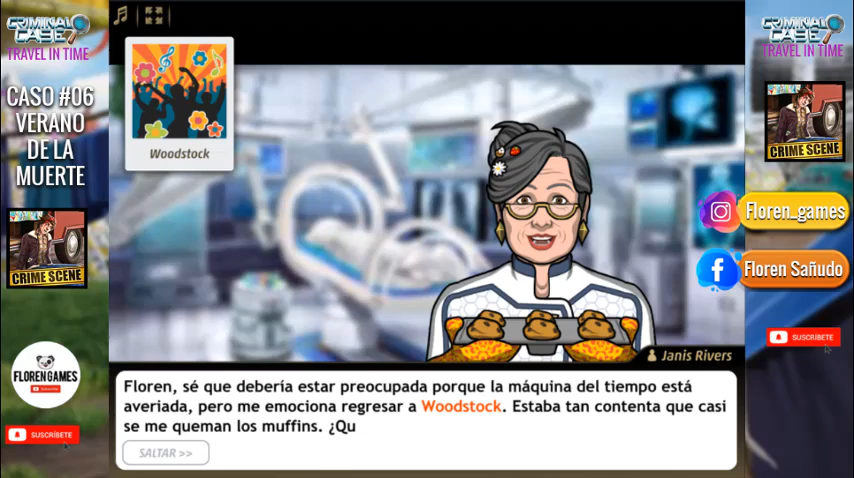 CRIMINAL
CASE
TRAVEL IN TIME
CASO #06
VERANO
DE LA
MUERTE
CRIME SCENE
FLOREN GAMES
SUSCRÍBETE
Woodstock
Janis Rivers
Floren, sé que debería estar preocupada porque la máquina del tiempo está
averiada, pero me emociona regresar a Woodstock. Estaba tan contenta que casi
se me queman los muffins. ¿Qu
SALTAR >>
CRIMINAL
CASE
TRAVEL IN TIME
CRIME SCENE
Floren_games
Floren Sañudo
SUSCRÍBETE